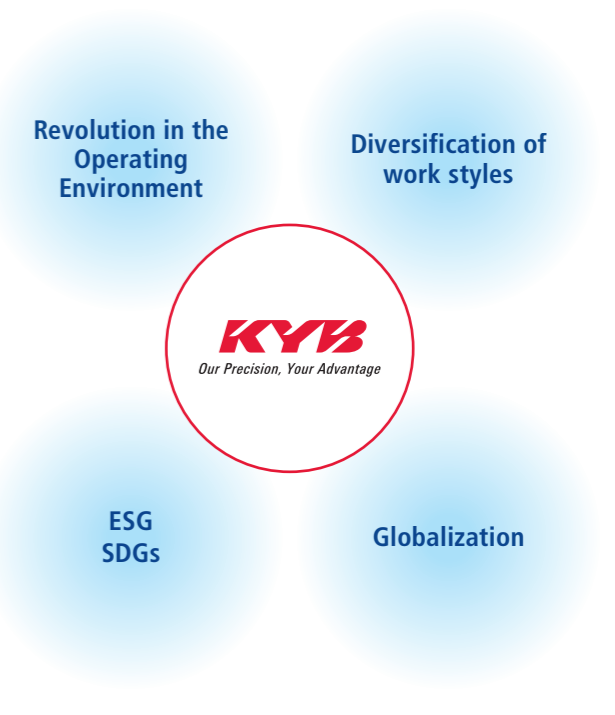 Revolution in the
Operating
Environment
Diversification of
work styles
KYB
Our Precision, Your Advantage
ESG
SDGs
Globalization